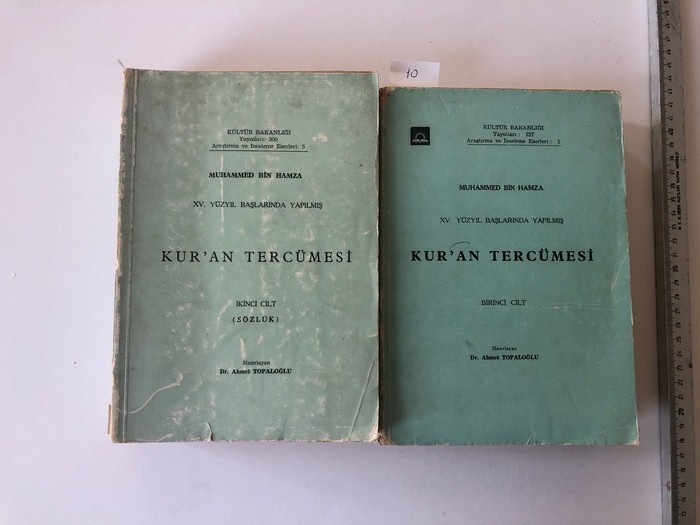 10
KÜLTÜR BAKANLIĞI
Yayınları: 300
Araştırma ve İnceleme Eserleri: 5
MUHAMMED BİN HAMZA
XV. YÜZYIL BAŞLARINDA YAPILMIŞ
KUR'AN TERCÜMESİ
İKİNCİ CİLT
(SÖZLÜK)
Hazırlayan
Dr. Ahmet TOPALOĞLU
KÜLTÜR BAKANLIĞI
Yayınları: 227
Araştırma ve İnceleme Eserleri: 1
MUHAMMED BİN HAMZA
XV. YÜZYIL BAŞLARINDA YAPILMIŞ
KUR'AN TERCÜMESİ
BİRİNCİ CİLT
Hazırlayan
Dr. Ahmet TOPALOĞLU